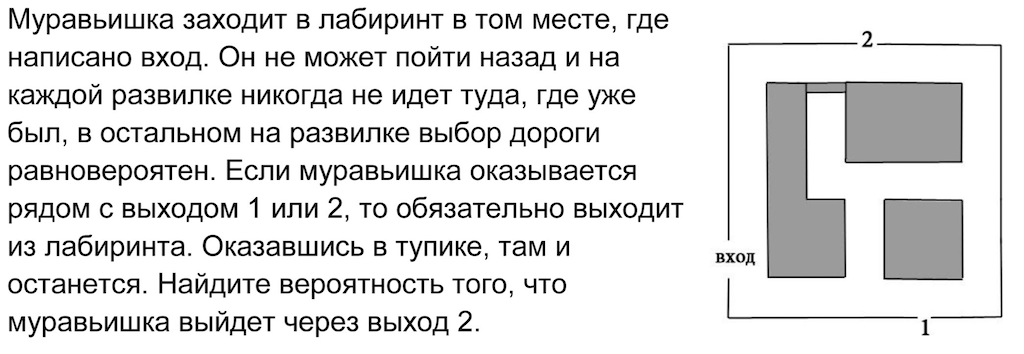 Муравьишка заходит в лабиринт в том месте, где
написано вход. Он не может пойти назад и на
каждой развилке никогда не идет туда, где уже
был, в остальном на развилке выбор дороги
равновероятен. Если муравьишка оказывается
рядом с выходом 1 или 2, то обязательно выходит
из лабиринта. Оказавшись в тупике, там и
останется. Найдите вероятность того, что
муравьишка выйдет через выход 2.
2
вход
1